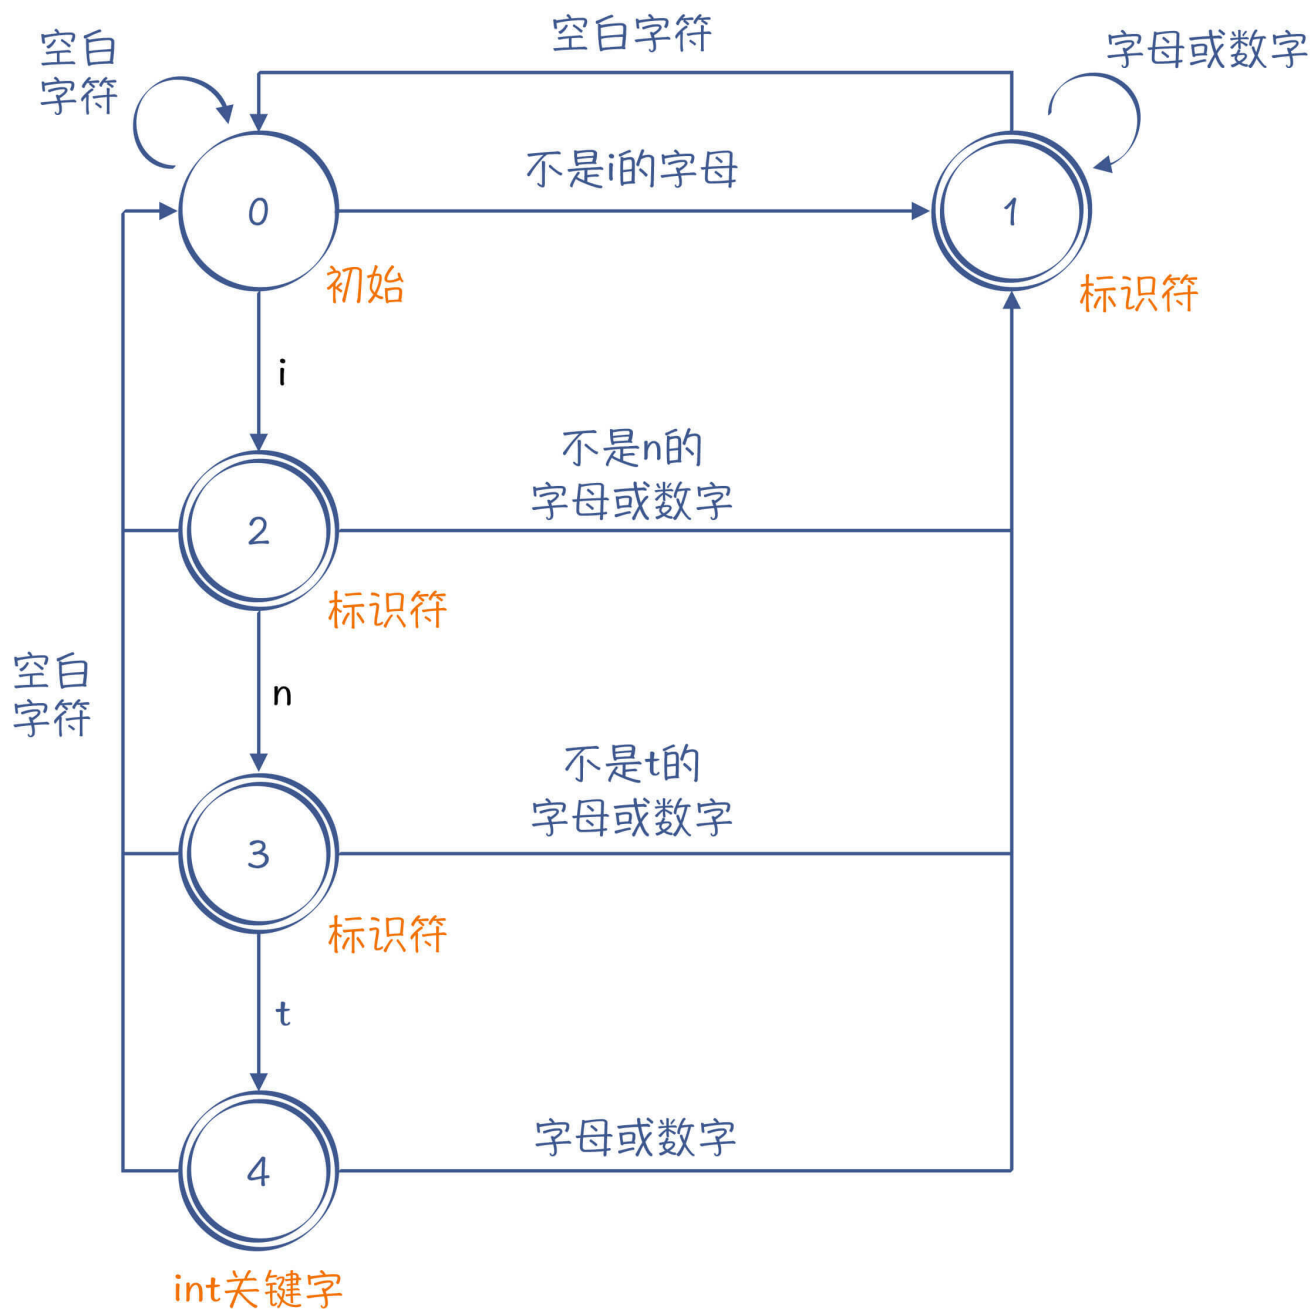 空白字符
空白
字符
字母或数字
不是i的字母
0
1
初始
标识符
i
不是n的
字母或数字
2
标识符
空白
字符
n
不是t的
字母或数字
3
标识符
t
字母或数字
4
int关键字